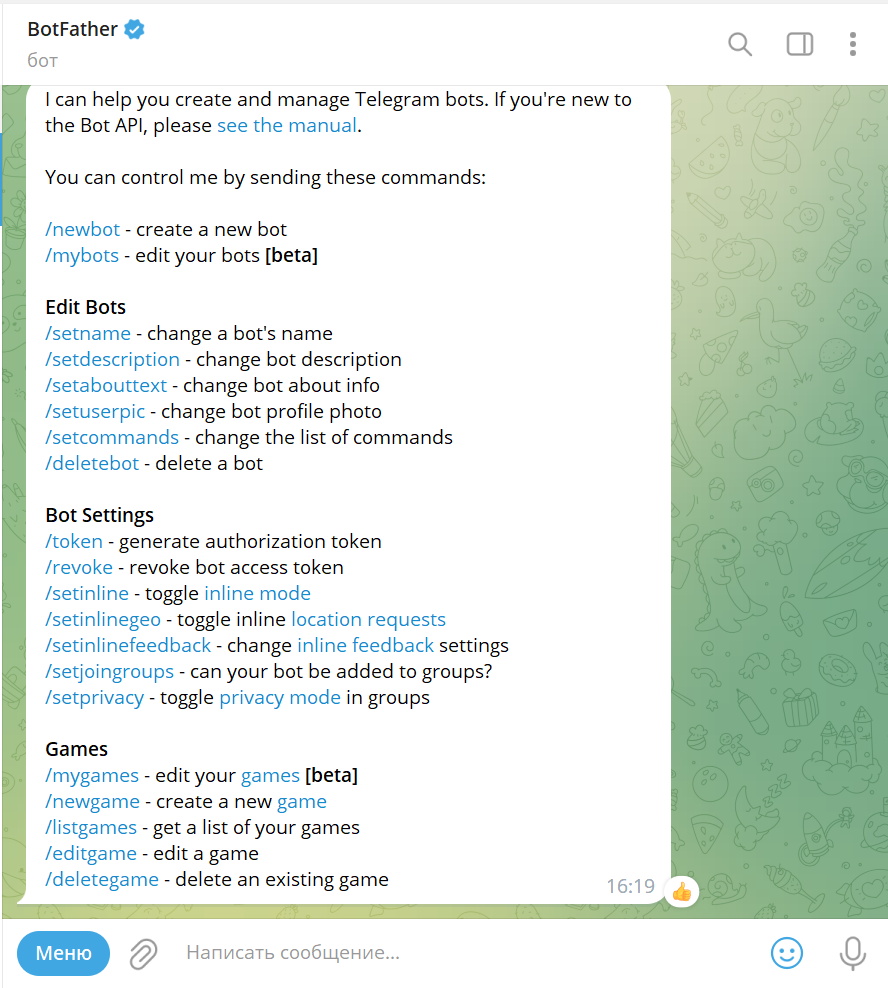 BotFather
бот
I can help you create and manage Telegram bots. If you're new to
the Bot API, please see the manual.
You can control me by sending these commands:
/newbot - create a new bot
/mybots - edit your bots [beta]
Edit Bots
/setname - change a bot's name
/setdescription - change bot description
/setabouttext - change bot about info
/setuserpic - change bot profile photo
/setcommands - change the list of commands
/deletebot - delete a bot
Bot Settings
/token - generate authorization token
/revoke - revoke bot access token
/setinline - toggle inline mode
/setinlinegeo - toggle inline location requests
/setinlinefeedback - change inline feedback settings
/setjoingroups - can your bot be added to groups?
/setprivacy - toggle privacy mode in groups
Games
/mygames - edit your games [beta]
/newgame - create a new game
/listgames - get a list of your games
/editgame - edit a game
/deletegame - delete an existing game
16:19
Меню
Написать сообщение...